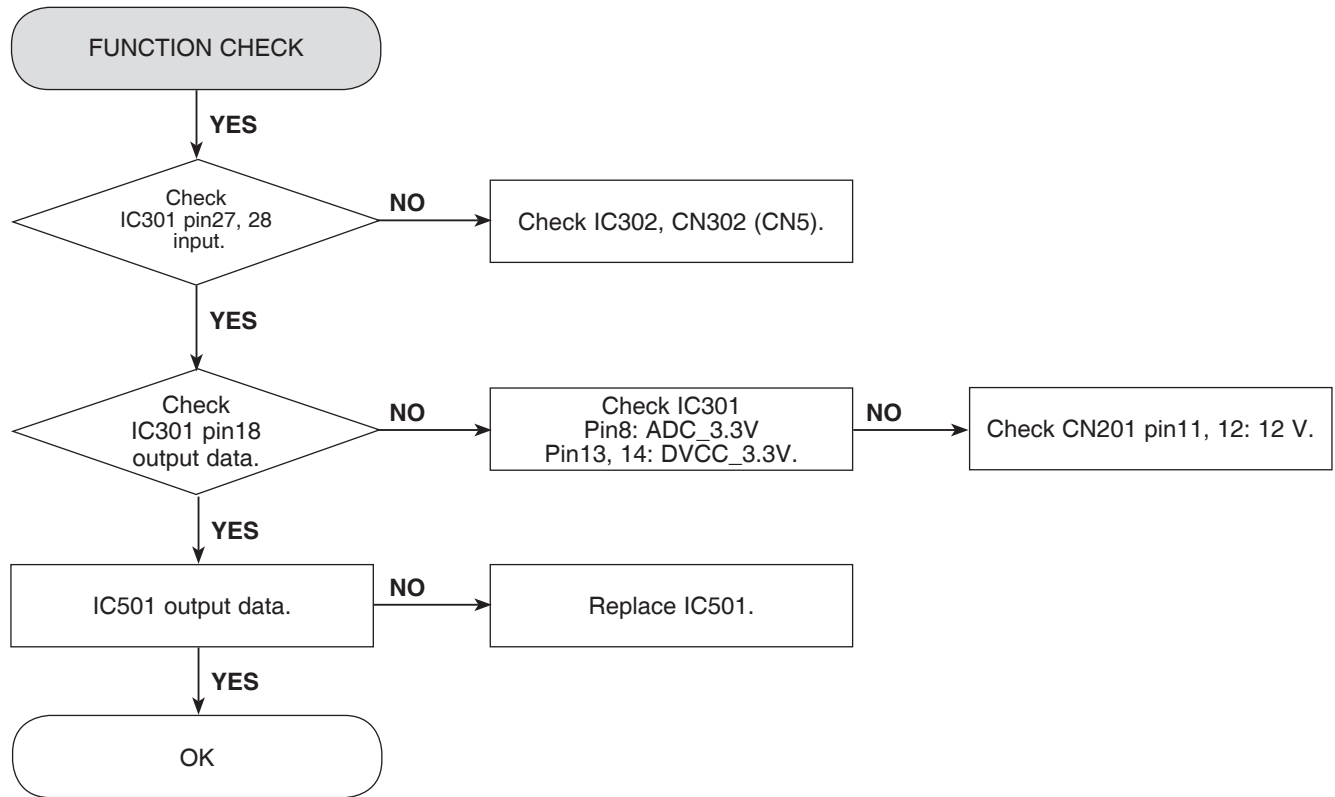 FUNCTION CHECK
YES
Check
IC301 pin27, 28
input.
NO
Check IC302, CN302 (CN5).
YES
Check
IC301 pin18
output data.
NO
Check IC301
Pin8: ADC_3.3V
Pin13, 14: DVCC_3.3V.
NO
Check CN201 pin11, 12: 12 V.
YES
IC501 output data.
NO
Replace IC501.
YES
OK